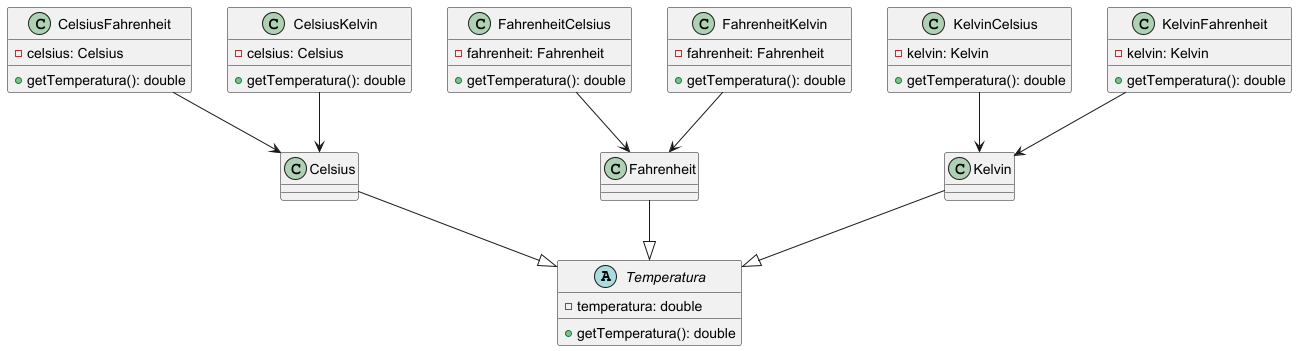 C CelsiusFahrenheit
celsius: Celsius
getTemperatura(): double
C CelsiusKelvin
celsius: Celsius
getTemperatura(): double
C FahrenheitCelsius
fahrenheit: Fahrenheit
getTemperatura(): double
C FahrenheitKelvin
fahrenheit: Fahrenheit
getTemperatura(): double
C KelvinCelsius
kelvin: Kelvin
getTemperatura(): double
C KelvinFahrenheit
kelvin: Kelvin
getTemperatura(): double
C Celsius
C Fahrenheit
C Kelvin
A Temperatura
temperatura: double
getTemperatura(): double